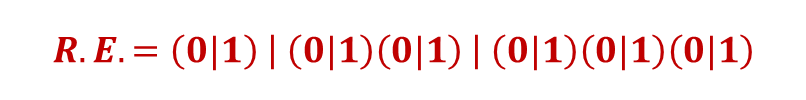 R. E. = (0|1) | (0|1)(0|1) | (0|1)(0|1)(0|1)